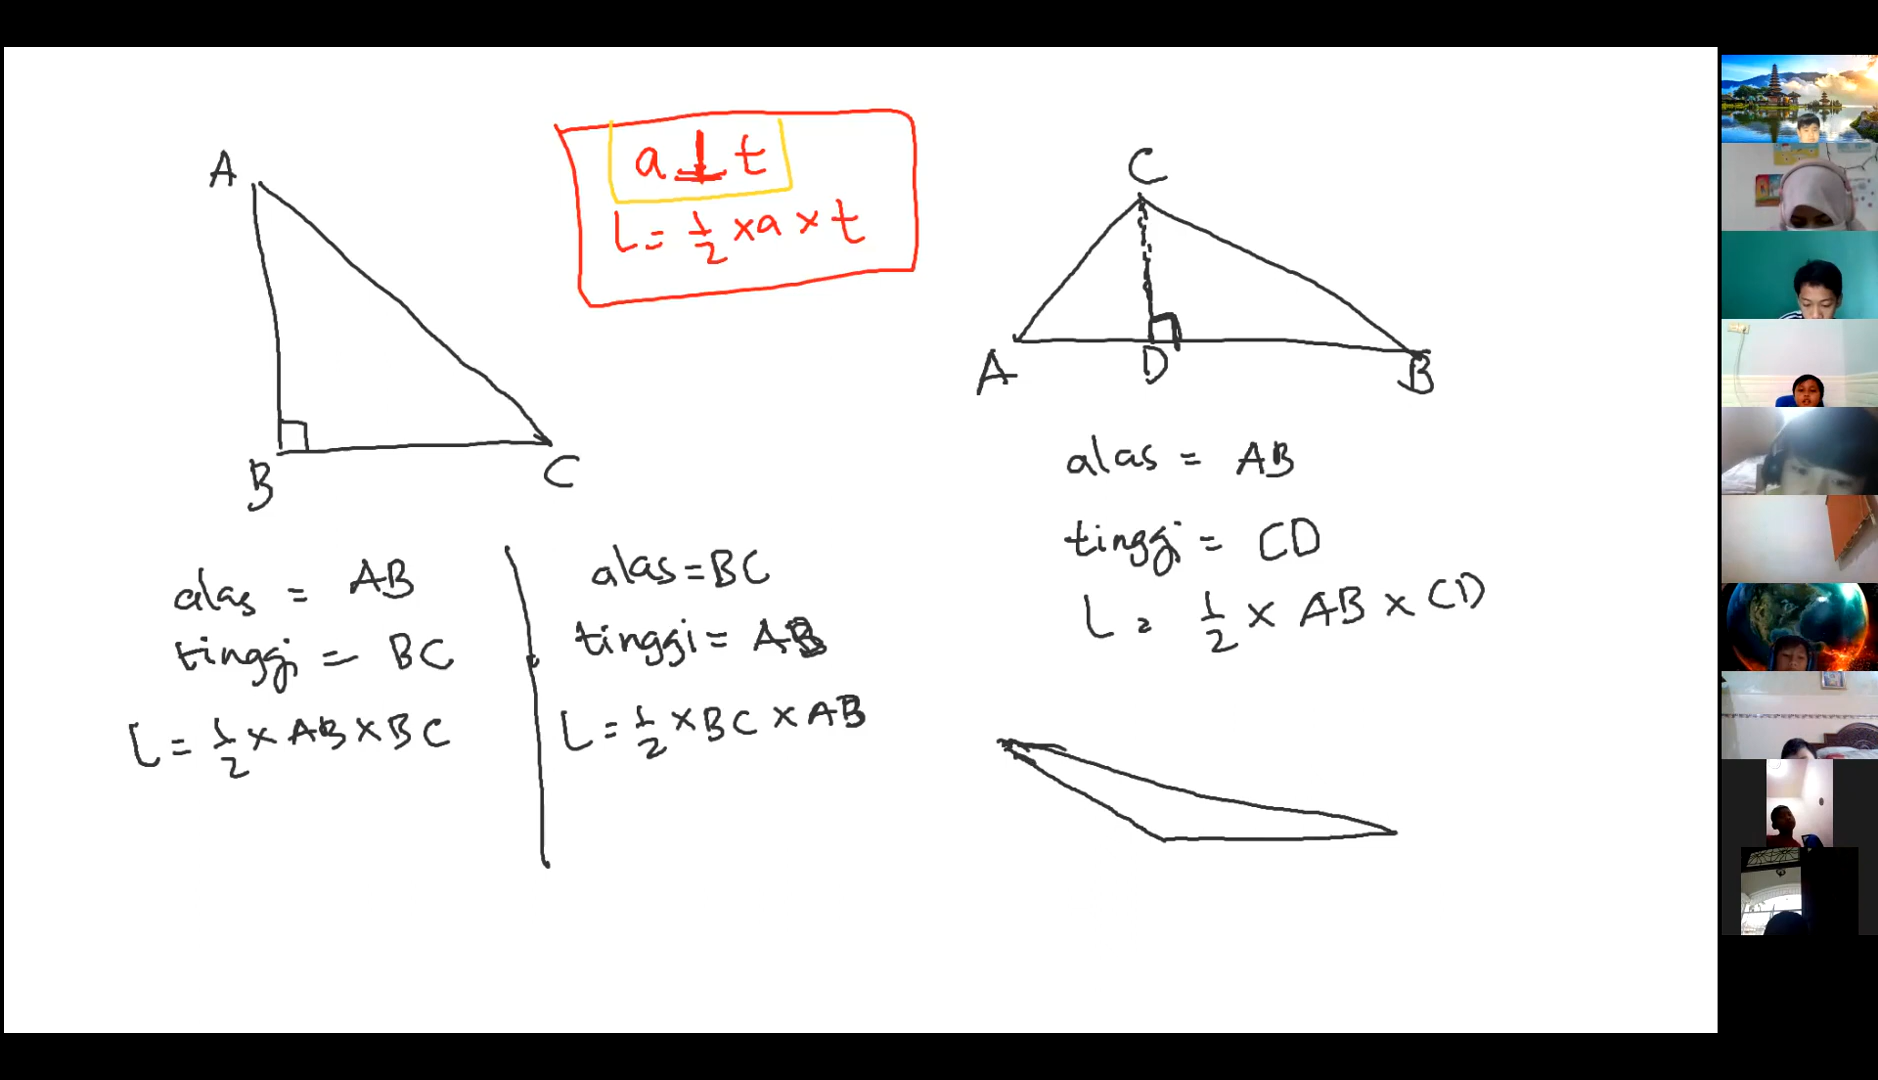 A
B
C
a ⊥ t
L = 1/2 × a × t
C
A
D
B
alas = AB
tinggi = BC
L = 1/2 × AB × BC
alas = BC
tinggi = AB
L = 1/2 × BC × AB
alas = AB
tinggi = CD
L = 1/2 × AB × CD